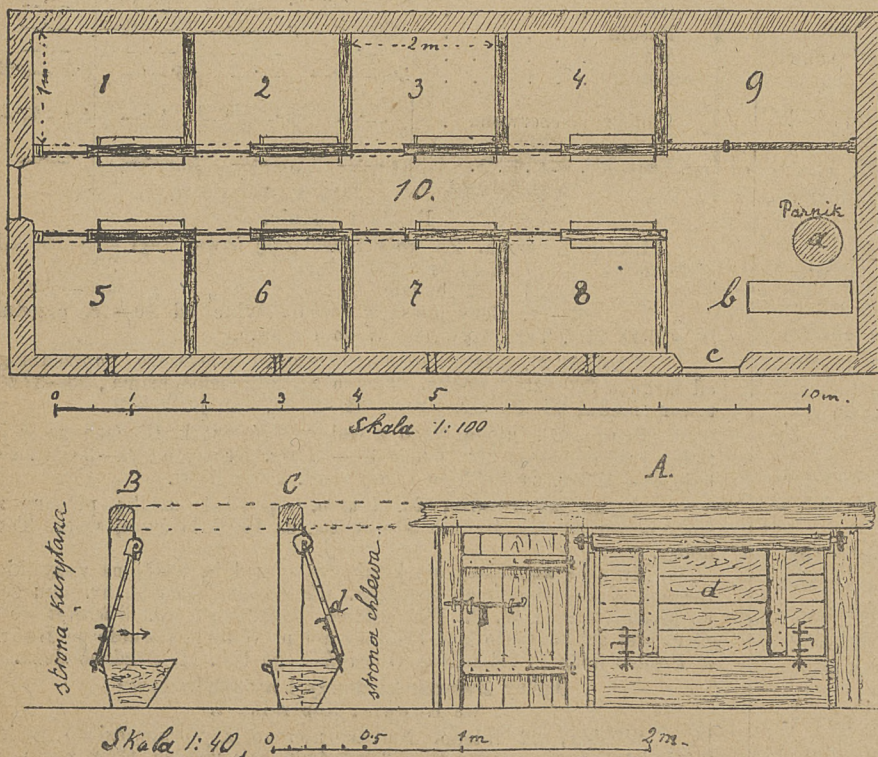 1 2 3 4. 9
1m
2m
10.
Parnik
a
5 6 7 8 b
c
0 1 2 3 4 5 10 m.
Skala 1:100
B C A.
strona kurytarza
strona chlewa
d
d
Skala 1:40, 0 0.5 1m 2m.